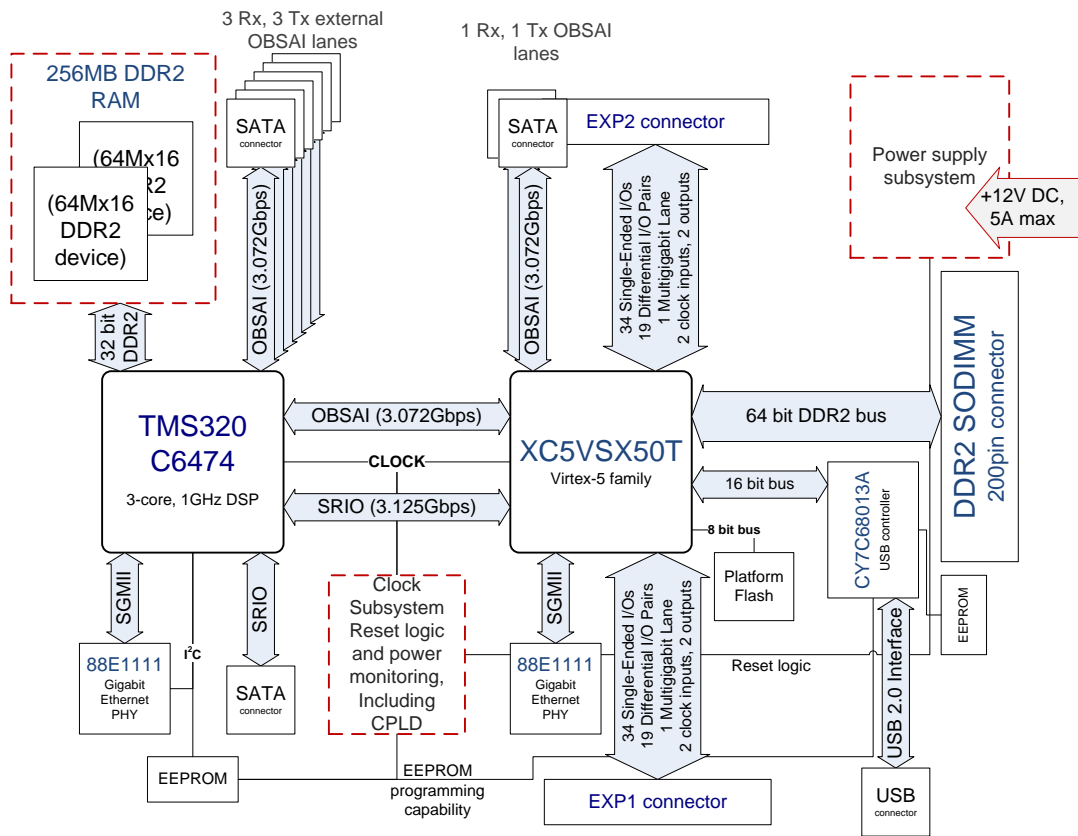 3 Rx, 3 Tx external
OBSAI lanes
1 Rx, 1 Tx OBSAI
lanes
256MB DDR2
RAM
(64Mx16
DDR2
device)
(64Mx16
DDR2
device)
SATA
connector
SATA
connector
EXP2 connector
Power supply
subsystem
+12V DC,
5A max
32 bit
DDR2
OBSAI (3.072Gbps)
OBSAI (3.072Gbps)
34 Single-Ended I/Os
19 Differential I/O Pairs
1 Multigigabit Lane
2 clock inputs, 2 outputs
TMS320
C6474
3-core, 1GHz DSP
OBSAI (3.072Gbps)
CLOCK
SRIO (3.125Gbps)
XC5VSX50T
Virtex-5 family
64 bit DDR2 bus
16 bit bus
8 bit bus
DDR2 SODIMM
200pin connector
CY7C68013A
USB controller
Platform
Flash
EEPROM
SGMII
I²C
SRIO
Clock
Subsystem
Reset logic
and power
monitoring,
Including
CPLD
SGMII
34 Single-Ended I/Os
19 Differential I/O Pairs
1 Multigigabit Lane
2 clock inputs, 2 outputs
Reset logic
USB 2.0 Interface
88E1111
Gigabit
Ethernet
PHY
SATA
connector
88E1111
Gigabit
Ethernet
PHY
EEPROM
EEPROM
programming
capability
EXP1 connector
USB
connector